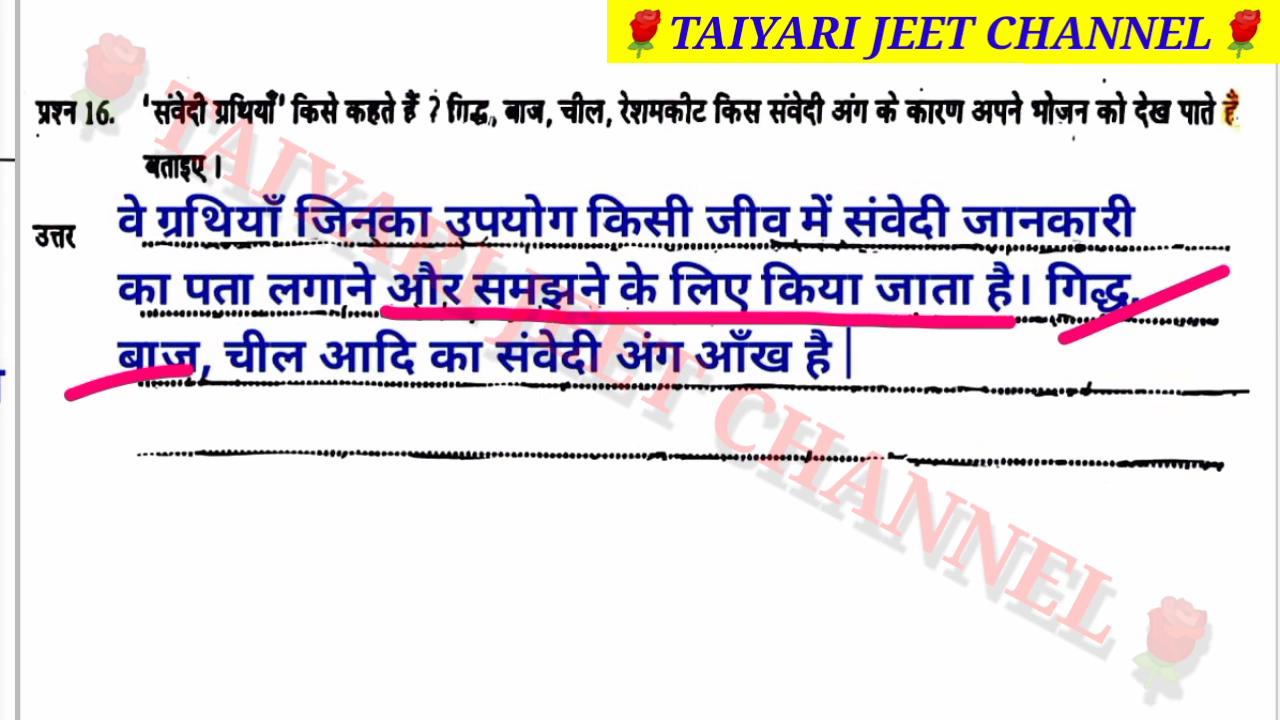 🌹TAIYARI JEET CHANNEL🌹
प्रश्न 16. 'संवेदी ग्रथियाँ' किसे कहते हैं ? गिद्ध, बाज, चील, रेशमकीट किस संवेदी अंग के कारण अपने भोजन को देख पाते है
बताइए ।
उत्तर वे ग्रथियाँ जिनका उपयोग किसी जीव में संवेदी जानकारी
का पता लगाने और समझने के लिए किया जाता है। गिद्ध,
बाज, चील आदि का संवेदी अंग आँख है |
🌹TAIYARI JEET CHANNEL🌹